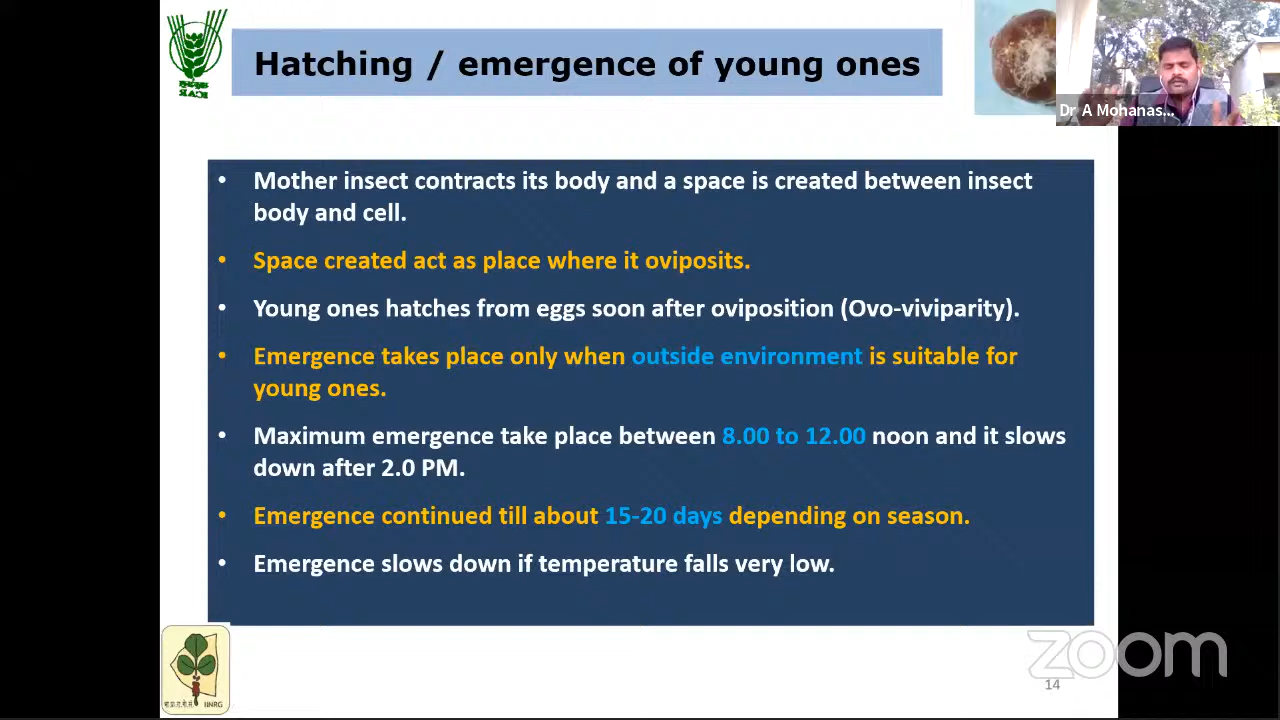 Hatching / emergence of young ones
Dr A Mohanas...
• Mother insect contracts its body and a space is created between insect
body and cell.
• Space created act as place where it oviposits.
• Young ones hatches from eggs soon after oviposition (Ovo-viviparity).
• Emergence takes place only when outside environment is suitable for
young ones.
• Maximum emergence take place between 8.00 to 12.00 noon and it slows
down after 2.0 PM.
• Emergence continued till about 15-20 days depending on season.
• Emergence slows down if temperature falls very low.
ICAR
IINRG
zoom
14